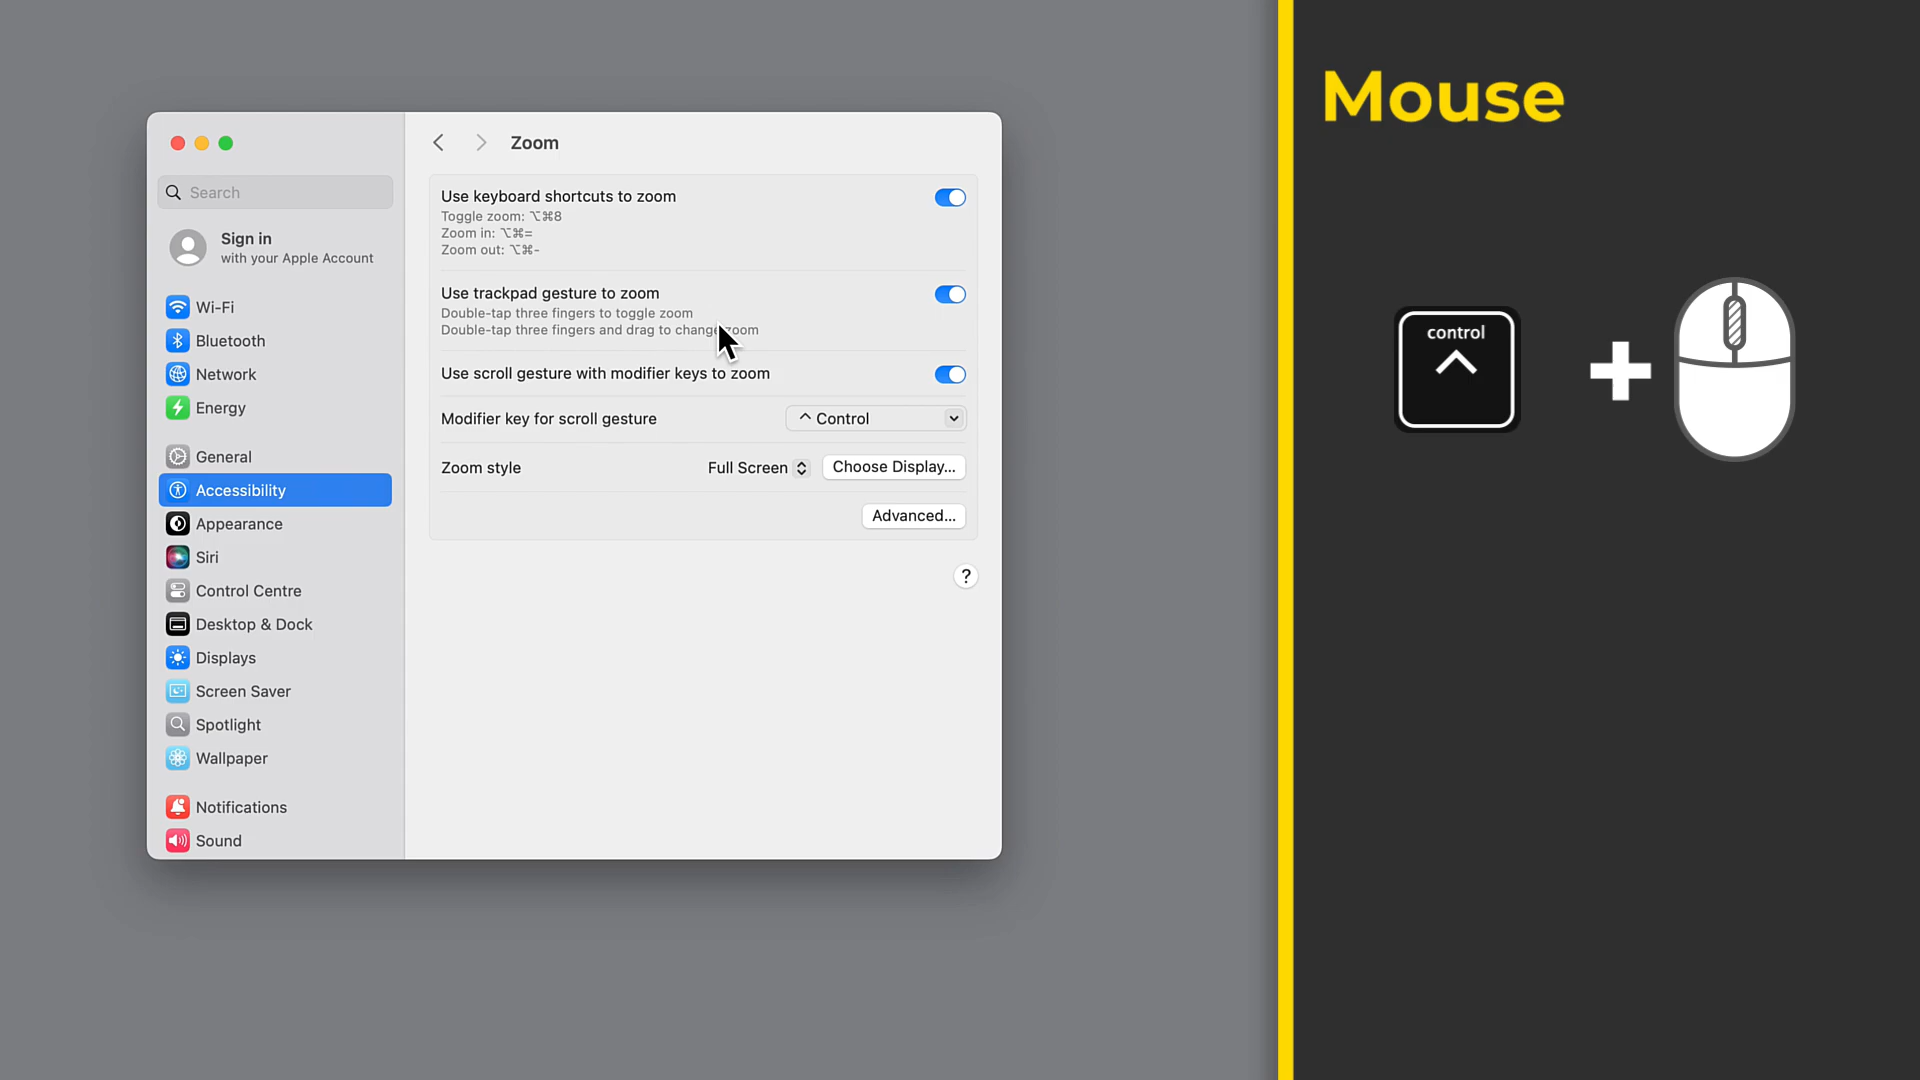 Search
Sign in
with your Apple Account
Wi-Fi
Bluetooth
Network
Energy
General
Accessibility
Appearance
Siri
Control Centre
Desktop & Dock
Displays
Screen Saver
Spotlight
Wallpaper
Notifications
Sound
Zoom
Use keyboard shortcuts to zoom
Toggle zoom: ⌥⌘8
Zoom in: ⌥⌘=
Zoom out: ⌥⌘-
Use trackpad gesture to zoom
Double-tap three fingers to toggle zoom
Double-tap three fingers and drag to change zoom
Use scroll gesture with modifier keys to zoom
Modifier key for scroll gesture ^ Control
Zoom style Full Screen Choose Display...
Advanced...
?
Mouse
control